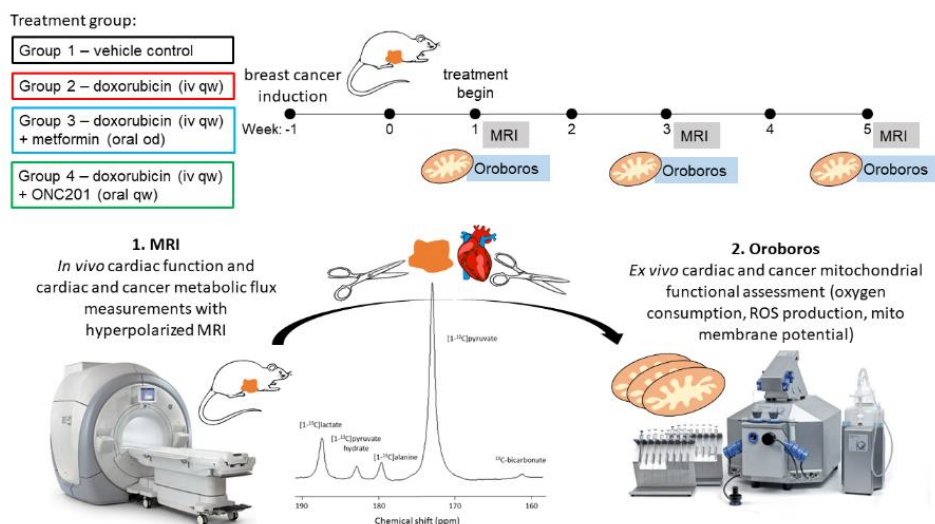 Treatment group:
Group 1 – vehicle control
Group 2 – doxorubicin (iv qw)
Group 3 – doxorubicin (iv qw)
+ metformin (oral od)
Group 4 – doxorubicin (iv qw)
+ ONC201 (oral qw)
breast cancer
induction
treatment
begin
Week: -1 0 1 2 3 4 5
MRI MRI MRI
Oroboros Oroboros Oroboros
1. MRI
In vivo cardiac function and
cardiac and cancer metabolic flux
measurements with
hyperpolarized MRI
[1-¹³C]pyruvate
[1-¹³C]lactate
[1-¹³C]pyruvate
hydrate
[1-¹³C]alanine
¹³C-bicarbonate
190 180 170 160
Chemical shift (ppm)
2. Oroboros
Ex vivo cardiac and cancer mitochondrial
functional assessment (oxygen
consumption, ROS production, mito
membrane potential)